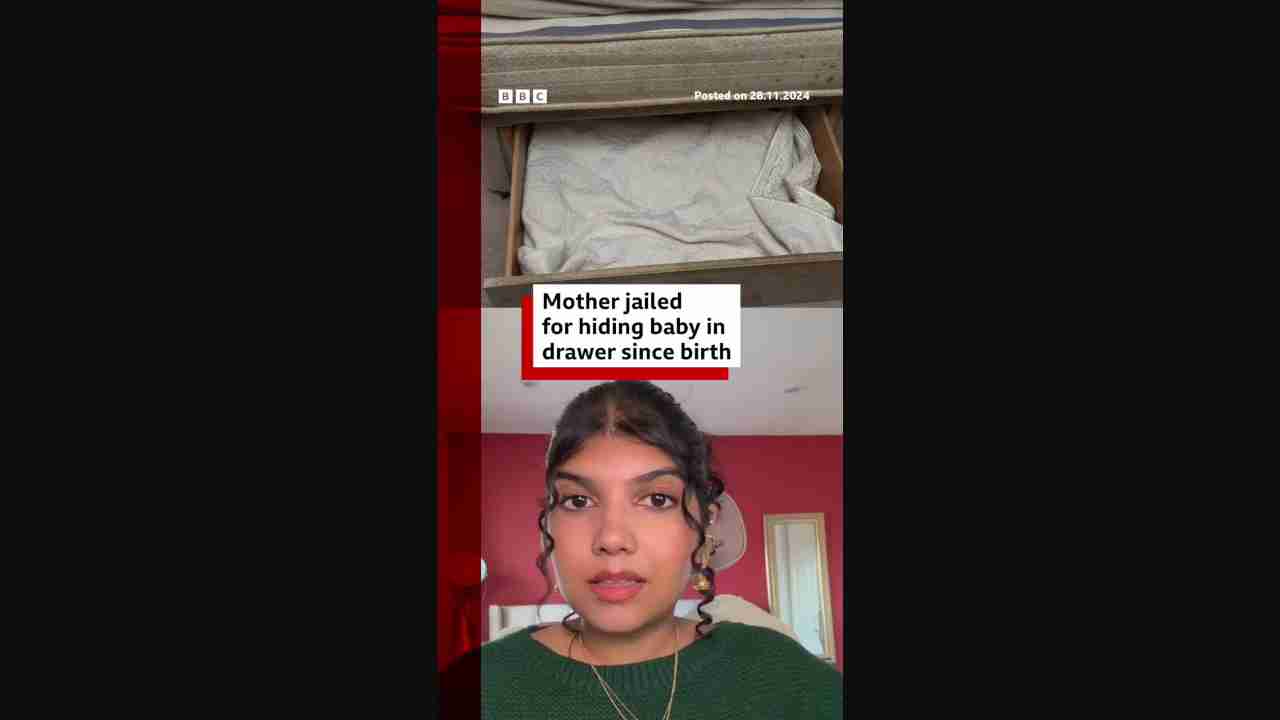 BBC
Posted on 28.11.2024
Mother jailed
for hiding baby in
drawer since birth